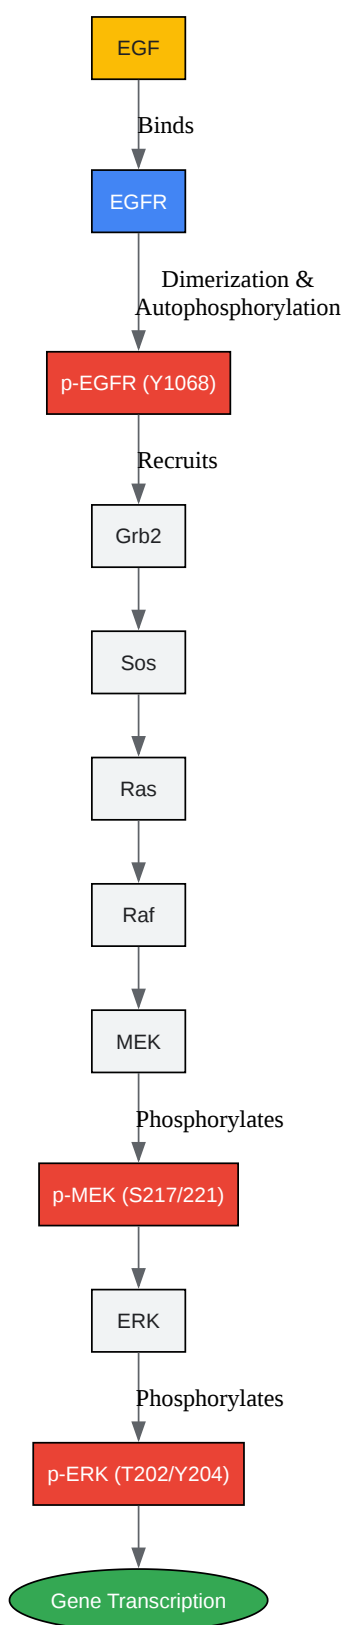 EGF
Binds
EGFR
Dimerization &
Autophosphorylation
p-EGFR (Y1068)
Recruits
Grb2
Sos
Ras
Raf
MEK
Phosphorylates
p-MEK (S217/221)
ERK
Phosphorylates
p-ERK (T202/Y204)
Gene Transcription